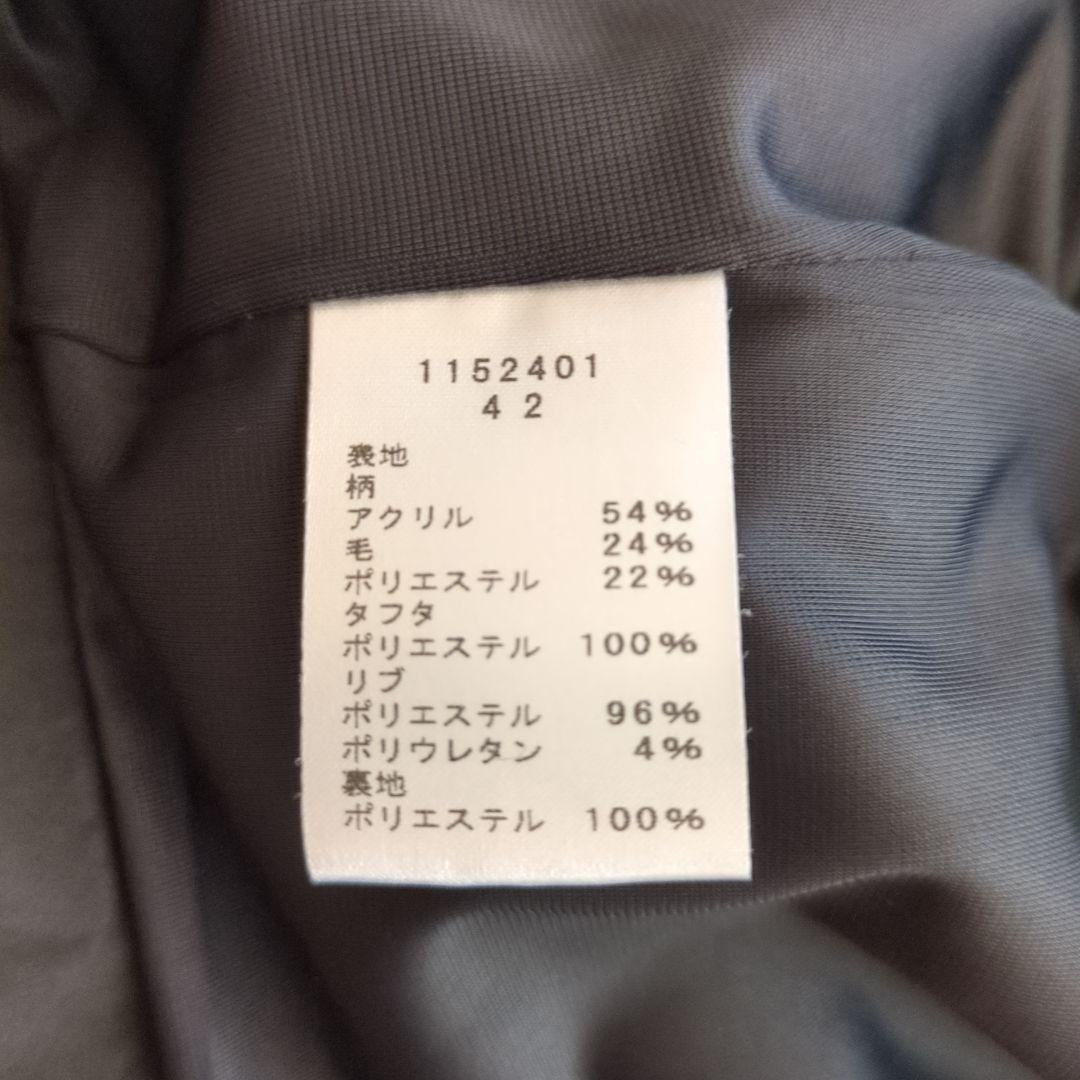 1152401
42
表地
柄
アクリル 54%
毛 24%
ポリエステル 22%
タフタ
ポリエステル 100%
リブ
ポリエステル 96%
ポリウレタン 4%
裏地
ポリエステル 100%